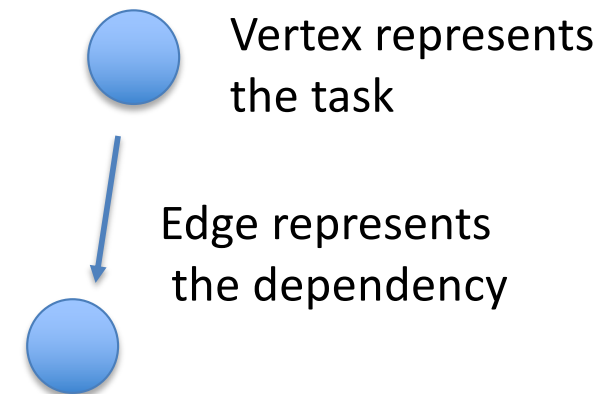 Vertex represents
the task
Edge represents
the dependency